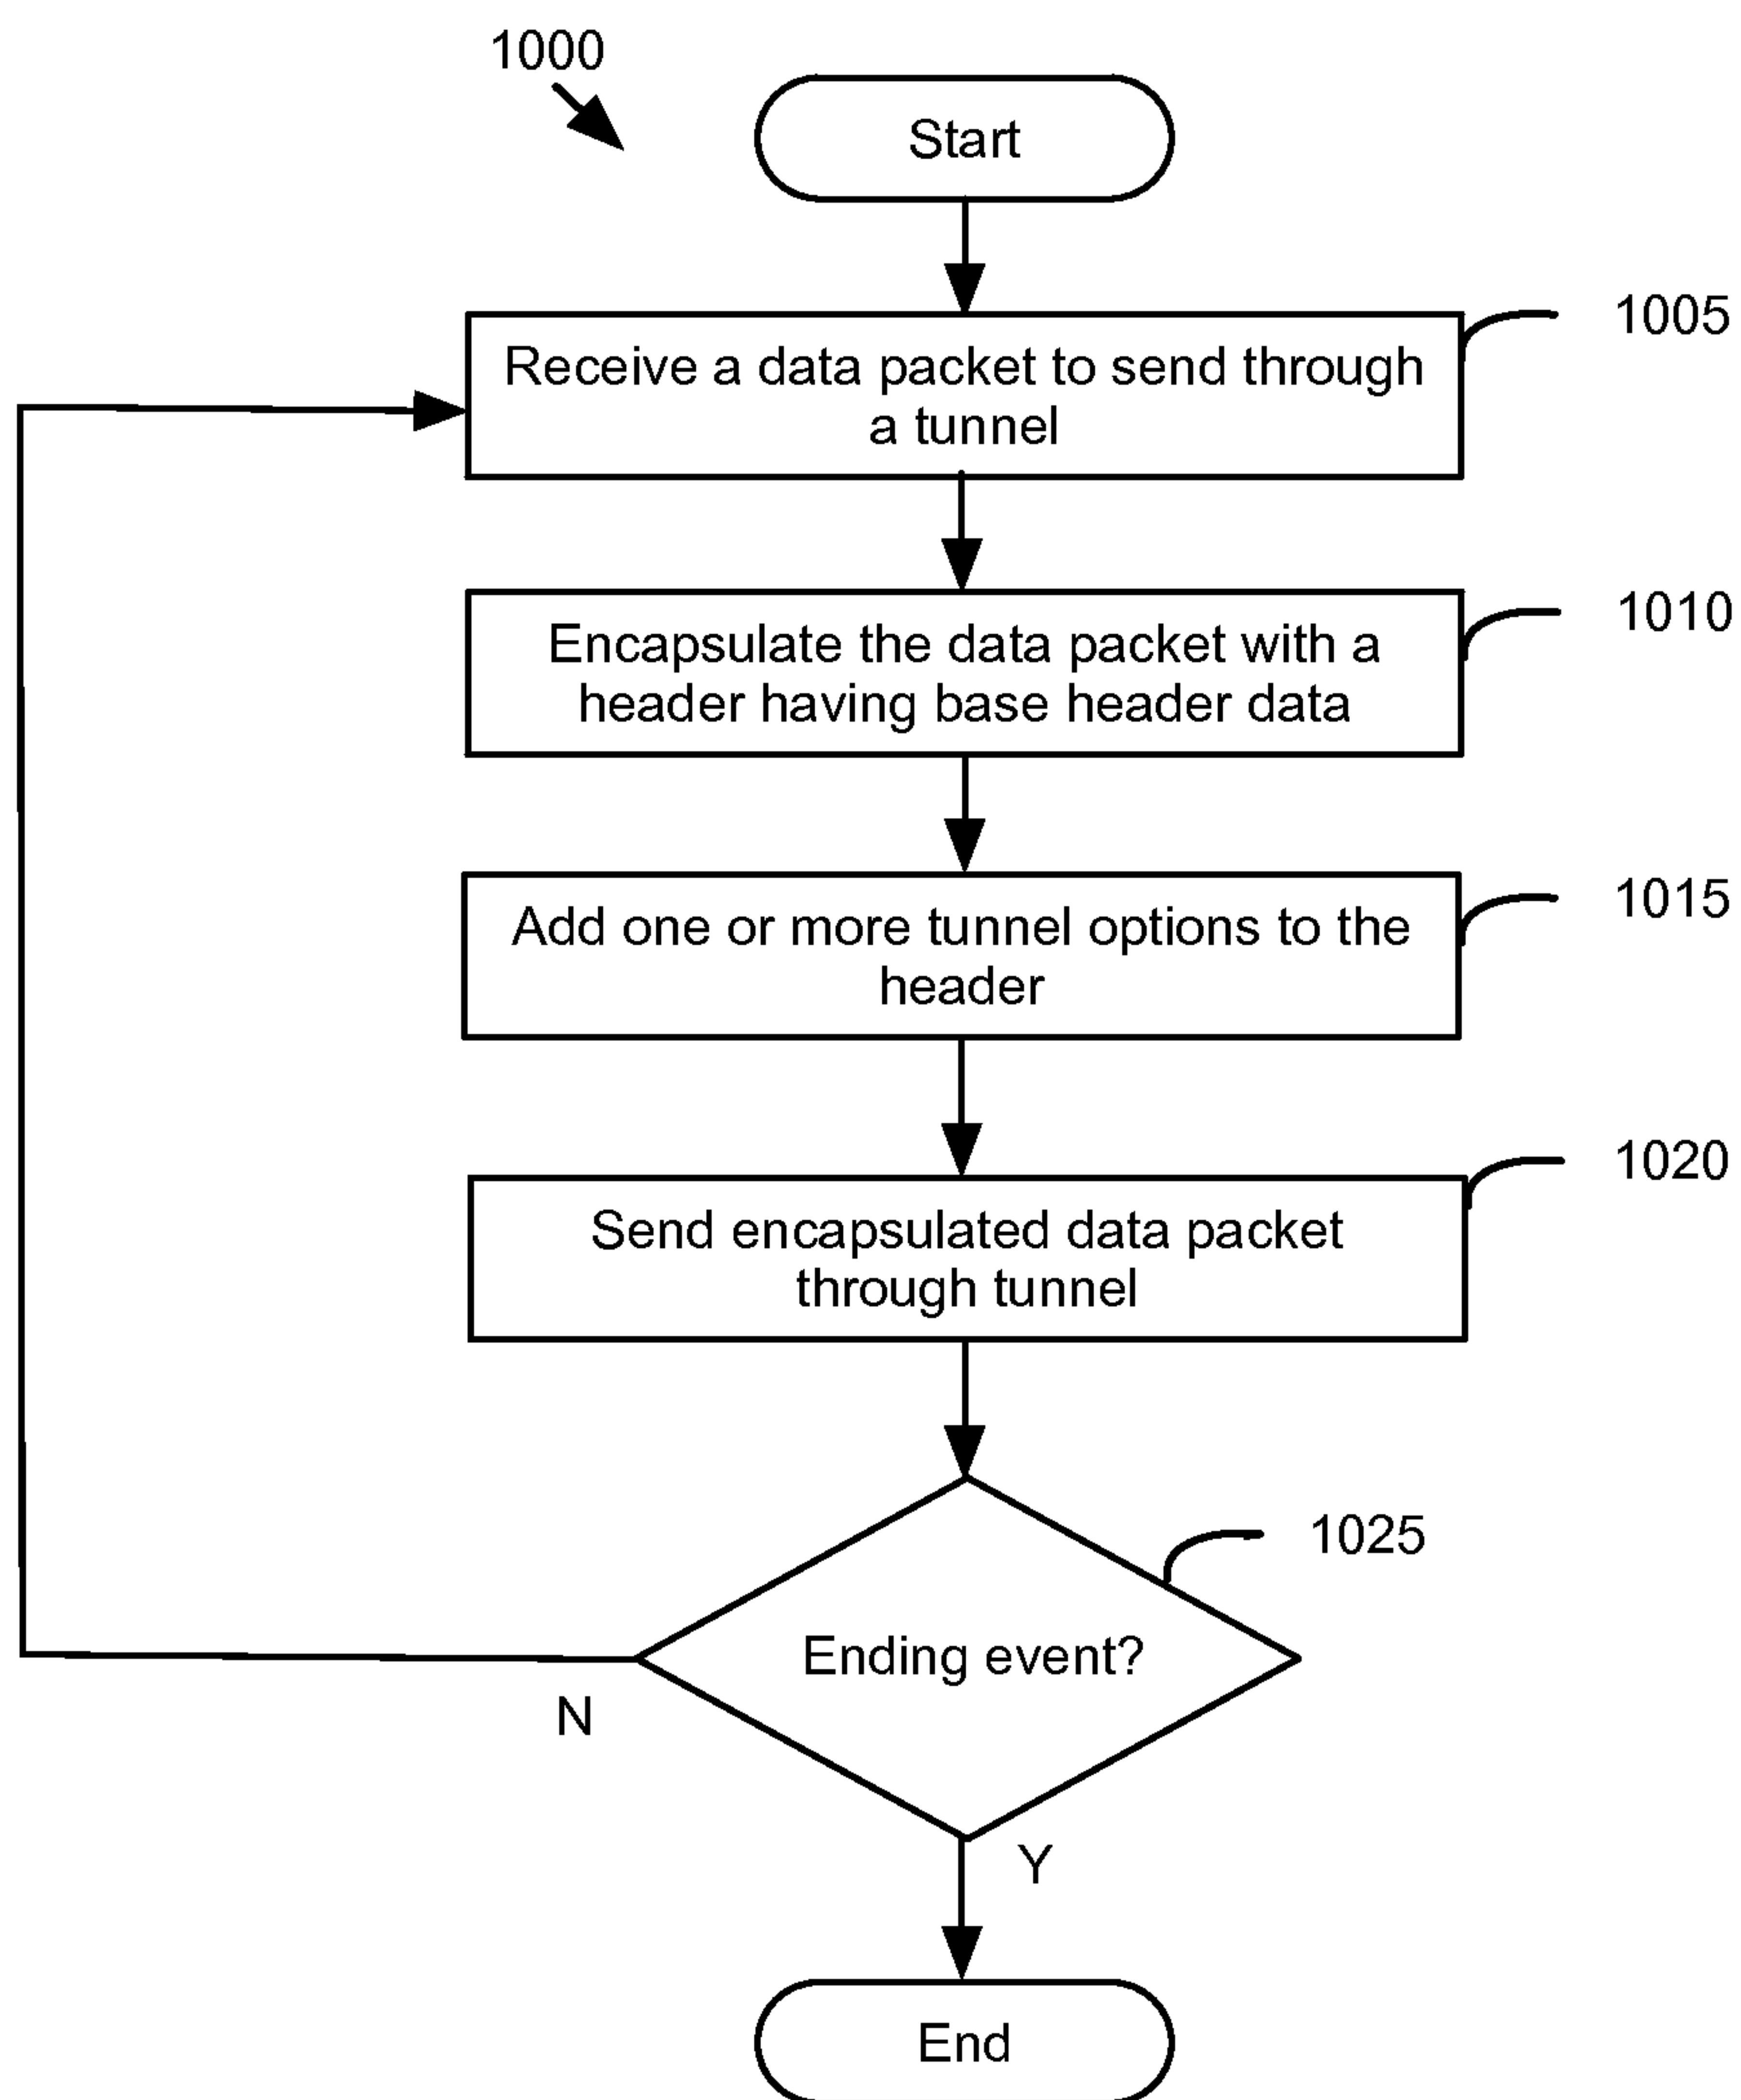 1000
Start
1005
Receive a data packet to send through
a tunnel
1010
Encapsulate the data packet with a
header having base header data
1015
Add one or more tunnel options to the
header
1020
Send encapsulated data packet
through tunnel
1025
Ending event?
N
Y
End